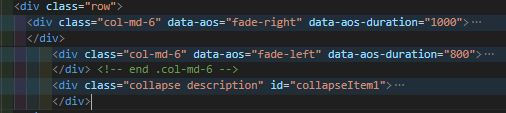 <div class="row">
<div class="col-md-6" data-aos="fade-right" data-aos-duration="1000">⋯
</div>
<div class="col-md-6" data-aos="fade-left" data-aos-duration="800">⋯
</div> <!-- end .col-md-6 -->
<div class="collapse description" id="collapseItem1">⋯
</div>